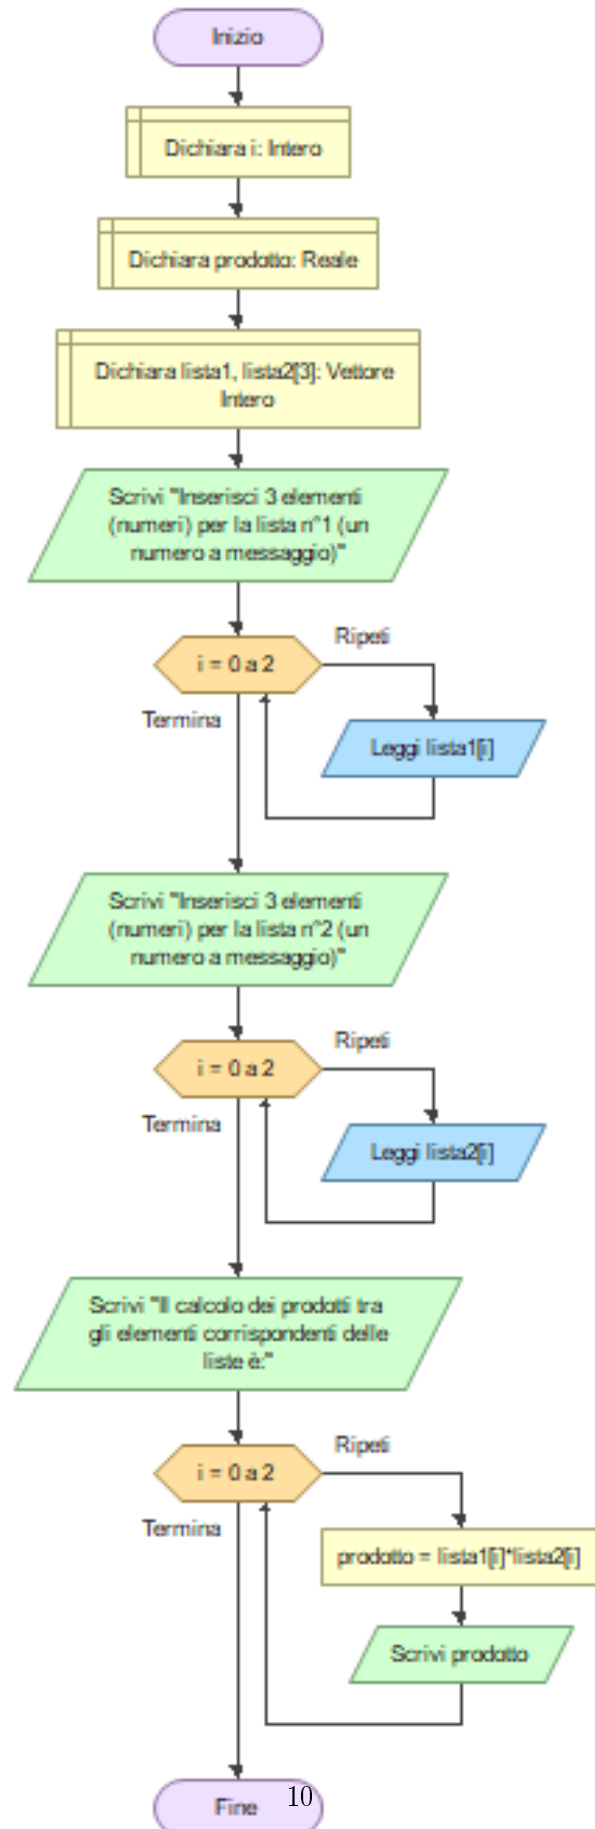 Inizio
Dichiara i: Intero
Dichiara prodotto: Reale
Dichiara lista1, lista2[3]: Vettore
Intero
Scrivi "Inserisci 3 elementi
(numeri) per la lista n°1 (un
numero a messaggio)"
i = 0 a 2
Ripeti
Termina
Leggi lista1[i]
Scrivi "Inserisci 3 elementi
(numeri) per la lista n°2 (un
numero a messaggio)"
i = 0 a 2
Ripeti
Termina
Leggi lista2[i]
Scrivi "Il calcolo dei prodotti tra
gli elementi corrispondenti delle
liste è:"
i = 0 a 2
Ripeti
Termina
prodotto = lista1[i]*lista2[i]
Scrivi prodotto
Fine
10